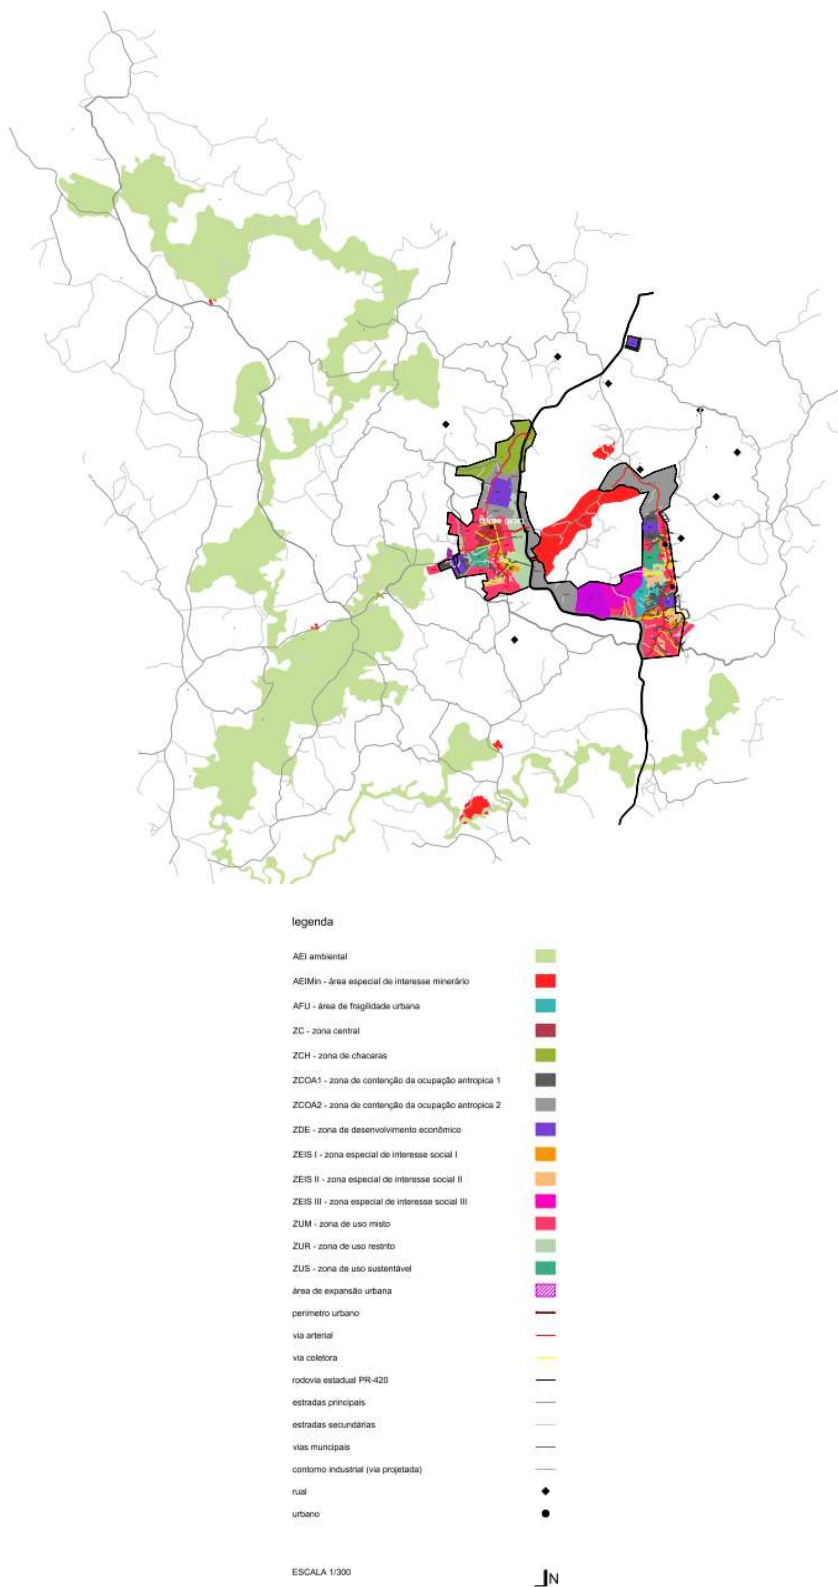 legenda
AEI ambiental
AEIMin - área especial de interesse minerário
AFU - área de fragilidade urbana
ZC - zona central
ZCH - zona de chacaras
ZCOA1 - zona de contenção da ocupação antropica 1
ZCOA2 - zona de contenção da ocupação antropica 2
ZDE - zona de desenvolvimento econômico
ZEIS I - zona especial de interesse social I
ZEIS II - zona especial de interesse social II
ZEIS III - zona especial de interesse social III
ZUM - zona de uso misto
ZUR - zona de uso restrito
ZUS - zona de uso sustentável
área de expansão urbana
perímetro urbano
via arterial
via coletora
rodovia estadual PR-420
estradas principais
estradas secundárias
vias muncipais
contorno industrial (via projetada)
rual
urbano
ESCALA 1/300
N